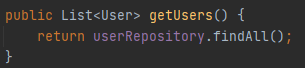 public List<User> getUsers() {
    return userRepository.findAll();
}